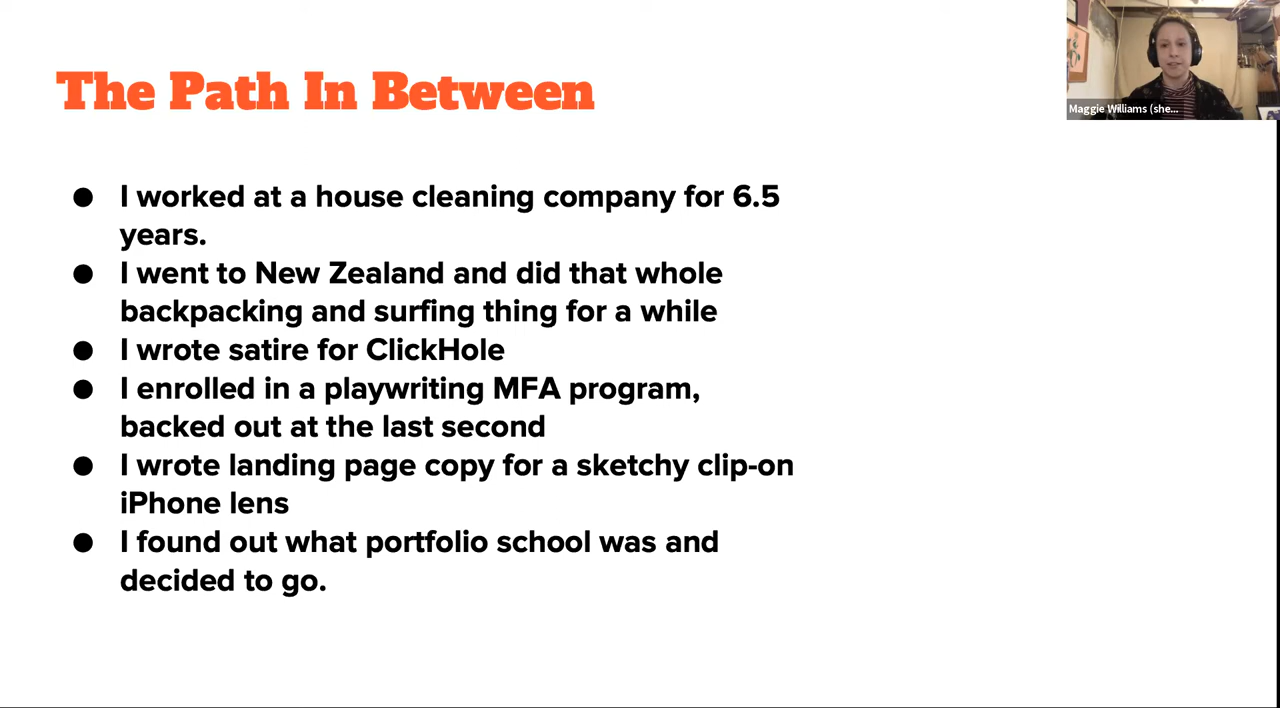 The Path In Between
Maggie Williams (she...
● I worked at a house cleaning company for 6.5
years.
● I went to New Zealand and did that whole
backpacking and surfing thing for a while
● I wrote satire for ClickHole
● I enrolled in a playwriting MFA program,
backed out at the last second
● I wrote landing page copy for a sketchy clip-on
iPhone lens
● I found out what portfolio school was and
decided to go.